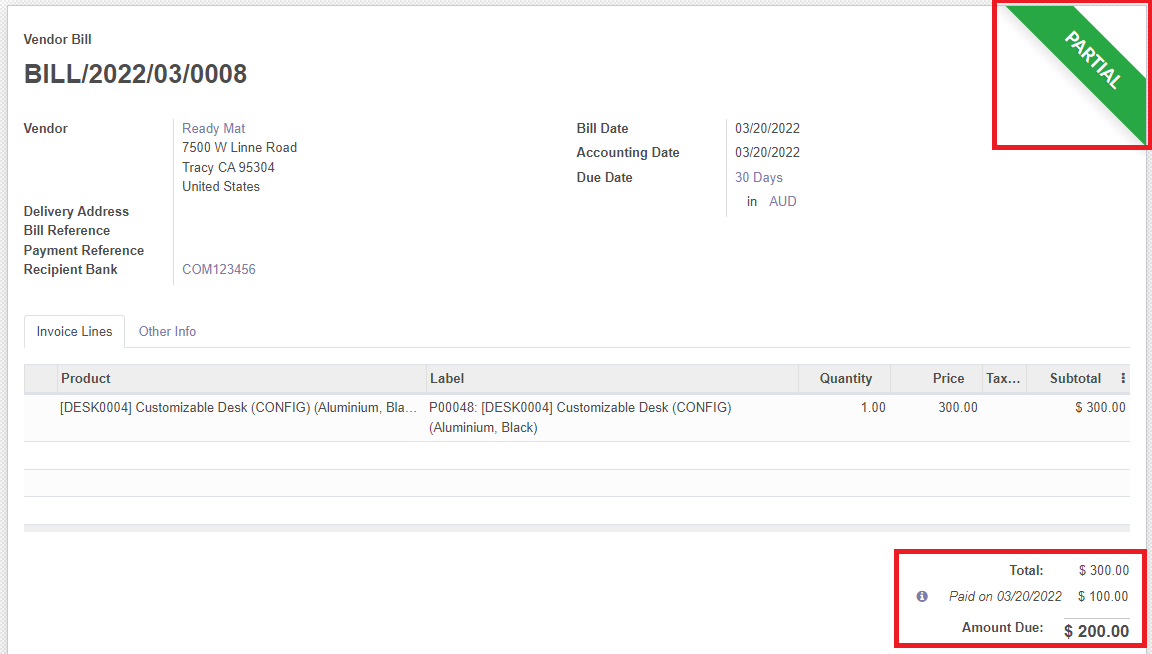 Vendor Bill
BILL/2022/03/0008
PARTIAL
Vendor
Ready Mat
7500 W Linne Road
Tracy CA 95304
United States
Delivery Address
Bill Reference
Payment Reference
Recipient Bank COM123456
Bill Date 03/20/2022
Accounting Date 03/20/2022
Due Date 30 Days
in AUD
Invoice Lines Other Info
Product Label Quantity Price Tax... Subtotal
[DESK0004] Customizable Desk (CONFIG) (Aluminium, Bla... P00048: [DESK0004] Customizable Desk (CONFIG) 1.00 300.00 $ 300.00
(Aluminium, Black)
Total: $ 300.00
Paid on 03/20/2022 $ 100.00
Amount Due: $ 200.00